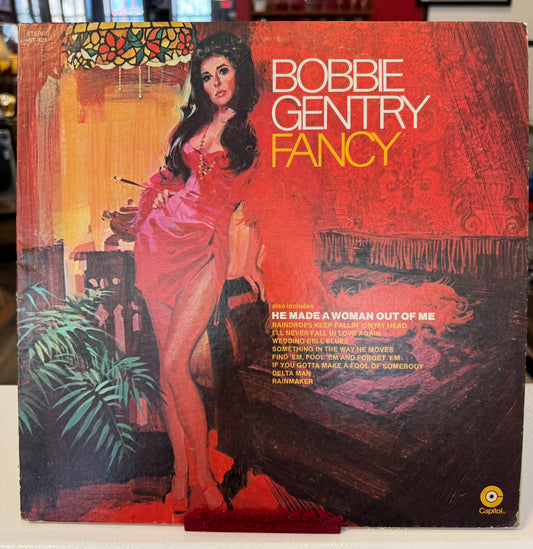 STEREO
BOBBIE
GENTRY
FANCY
also includes
HE MADE A WOMAN OUT OF ME
RAINDROPS KEEP FALLIN' ON MY HEAD
I'LL NEVER FALL IN LOVE AGAIN
WEDDING BELL BLUES
SOMETHING IN THE WAY HE MOVES
FIND 'EM, FOOL 'EM AND FORGET 'EM
IF YOU GOTTA MAKE A FOOL OF SOMEBODY
DELTA MAN
RAINMAKER
Capitol